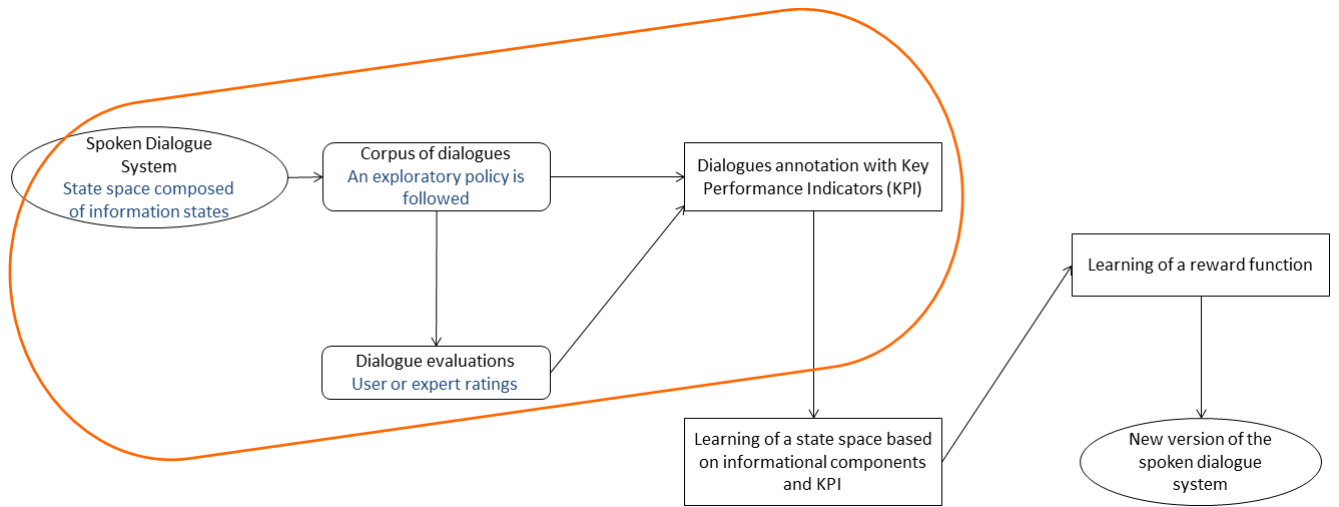 Spoken Dialogue
System
State space composed
of information states
Corpus of dialogues
An exploratory policy is
followed
Dialogues annotation with Key
Performance Indicators (KPI)
Learning of a reward function
Dialogue evaluations
User or expert ratings
Learning of a state space based
on informational components
and KPI
New version of the
spoken dialogue
system